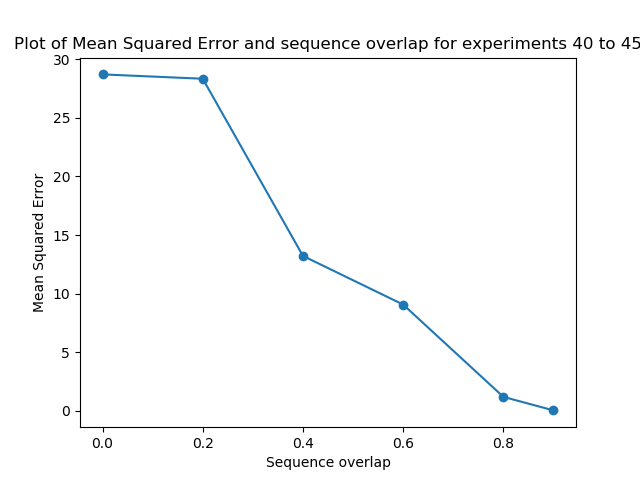 Plot of Mean Squared Error and sequence overlap for experiments 40 to 45
30
25
20
15
10
5
0
Mean Squared Error
0.0 0.2 0.4 0.6 0.8
Sequence overlap